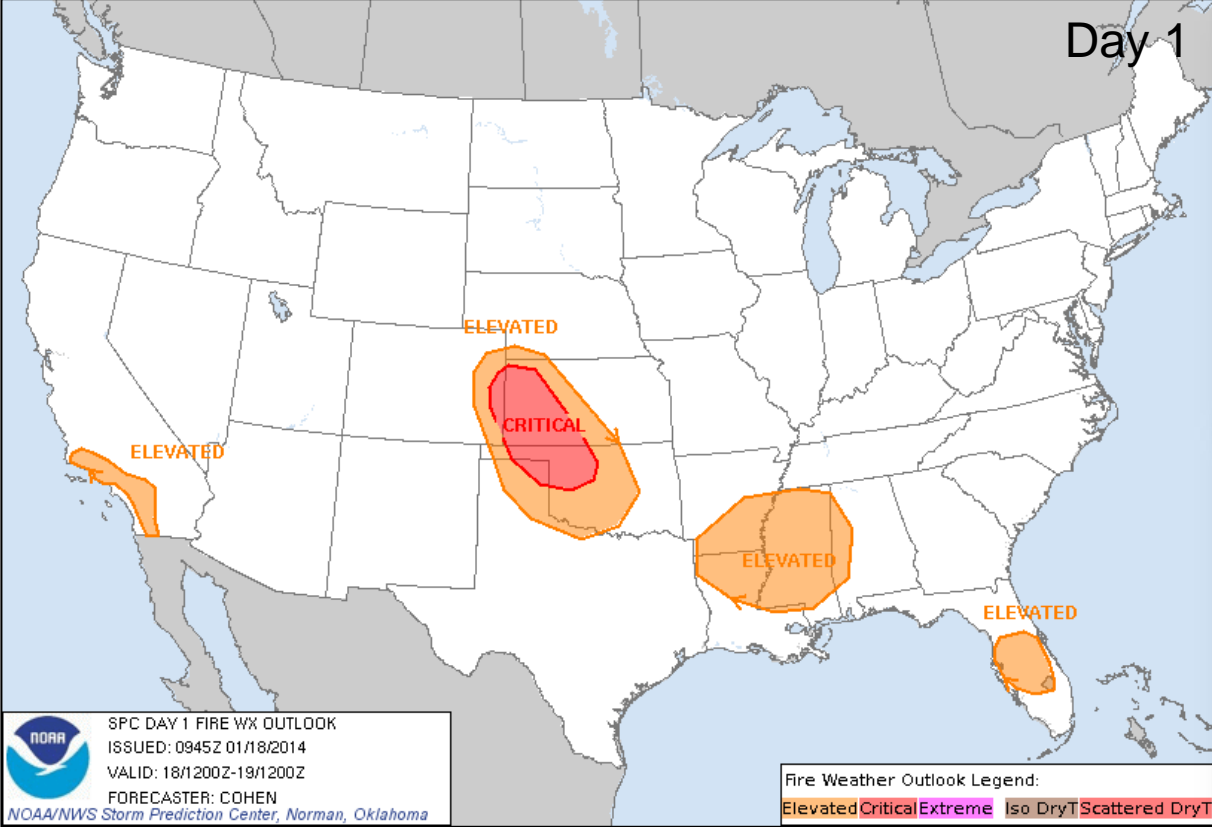 Day 1
ELEVATED
CRITICAL
ELEVATED
ELEVATED
ELEVATED
NOAA
SPC DAY 1 FIRE WX OUTLOOK
ISSUED: 0945Z 01/18/2014
VALID: 18/1200Z-19/1200Z
FORECASTER: COHEN
NOAA/NWS Storm Prediction Center, Norman, Oklahoma
Fire Weather Outlook Legend:
Elevated Critical Extreme Iso DryT Scattered DryT